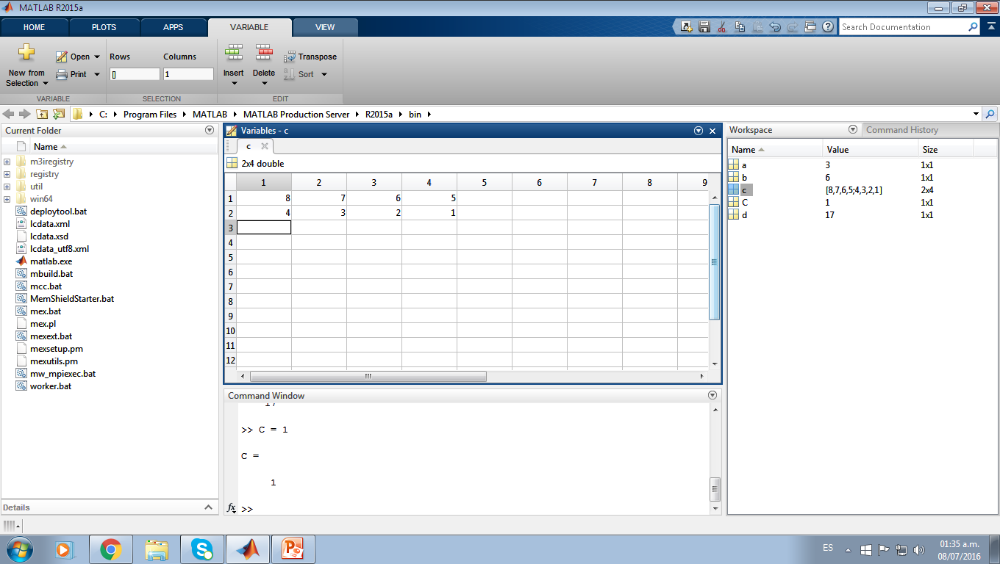 MATLAB R2015a
HOME PLOTS APPS VARIABLE VIEW
Search Documentation
New from Selection
Open
Print
Rows Columns
[] 1
Insert Delete
Transpose
Sort
VARIABLE SELECTION EDIT
C: Program Files MATLAB MATLAB Production Server R2015a bin
Current Folder
Name
m3iregistry
registry
util
win64
deploytool.bat
lcdata.xml
lcdata.xsd
lcdata_utf8.xml
matlab.exe
mbuild.bat
mcc.bat
MemShieldStarter.bat
mex.bat
mex.pl
mexext.bat
mexsetup.pm
mexutils.pm
mw_mpiexec.bat
worker.bat
Details
Variables - c
c
2x4 double
1 2 3 4 5 6 7 8 9
1 8 7 6 5
2 4 3 2 1
3
4
5
6
7
8
9
10
11
12
Command Window
17
>> C = 1
C =
1
fx >>
Workspace Command History
Name Value Size
a 3 1x1
b 6 1x1
c [8,7,6,5;4,3,2,1] 2x4
C 1 1x1
d 17 1x1
ES
01:35 a.m.
08/07/2016